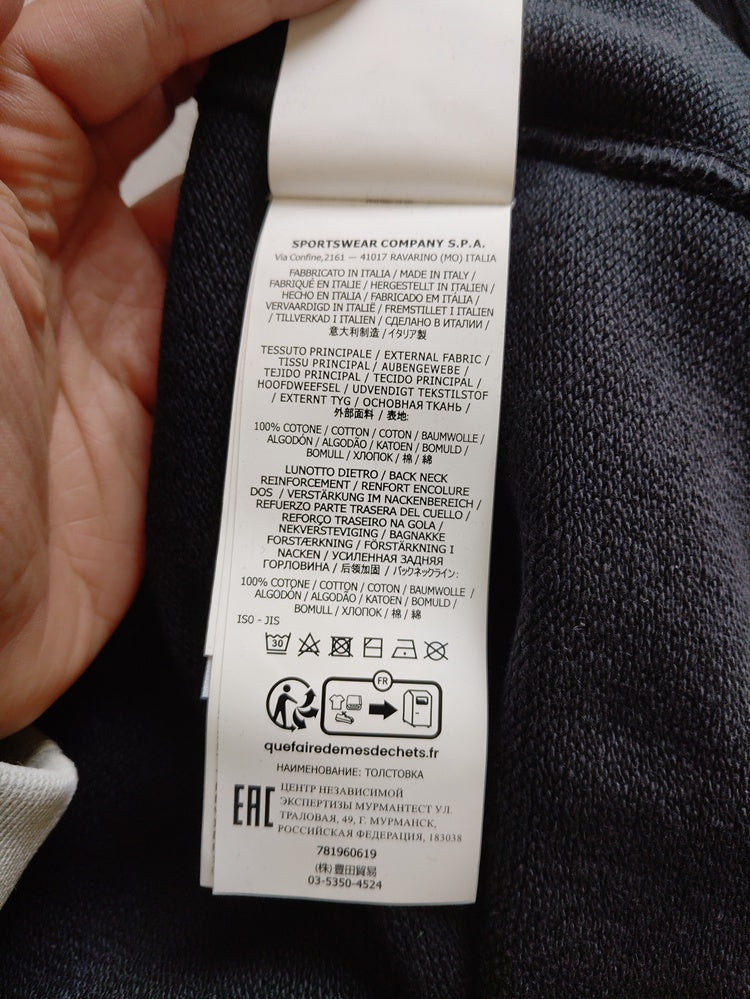 SPORTSWEAR COMPANY S.P.A.
Via Confine,2161 — 41017 RAVARINO (MO) ITALIA
FABBRICATO IN ITALIA / MADE IN ITALY /
FABRIQUÉ EN ITALIE / HERGESTELLT IN ITALIEN /
HECHO EN ITALIA / FABRICADO EM ITÁLIA /
VERVAARDIGD IN ITALIË / FREMSTILLET I ITALIEN
/ TILLVERKAD I ITALIEN / СДЕЛАНО В ИТАЛИИ /
意大利制造 / イタリア製
TESSUTO PRINCIPALE / EXTERNAL FABRIC /
TISSU PRINCIPAL / AUßENGEWEBE /
TEJIDO PRINCIPAL / TECIDO PRINCIPAL /
HOOFDWEEFSEL / UDVENDIGT TEKSTILSTOF
/ EXTERNT TYG / ОСНОВНАЯ ТКАНЬ /
外部面料 / 表地:
100% COTONE / COTTON / COTON / BAUMWOLLE /
ALGODÓN / ALGODÃO / KATOEN / BOMULD /
BOMULL / ХЛОПОК / 棉 / 綿
LUNOTTO DIETRO / BACK NECK
REINFORCEMENT / RENFORT ENCOLURE
DOS / VERSTÄRKUNG IM NACKENBEREICH /
REFUERZO PARTE TRASERA DEL CUELLO /
REFORÇO TRASEIRO NA GOLA /
NEKVERSTEVIGING / BAGNAKKE
FORSTÆRKNING / FÖRSTÄRKNING I
NACKEN / УСИЛЕННАЯ ЗАДНЯЯ
ГОРЛОВИНА / 后领加固 / バックネックライン:
100% COTONE / COTTON / COTON / BAUMWOLLE /
ALGODÓN / ALGODÃO / KATOEN / BOMULD /
BOMULL / ХЛОПОК / 棉 / 綿
ISO - JIS
30
FR
quefairedemesdechets.fr
НАИМЕНОВАНИЕ: ТОЛСТОВКА
EAC
ЦЕНТР НЕЗАВИСИМОЙ
ЭКСПЕРТИЗЫ МУРМАНТЕСТ УЛ.
ТРАЛОВАЯ, 49, Г. МУРМАНСК,
РОССИЙСКАЯ ФЕДЕРАЦИЯ, 183038
781960619
(株)豊田貿易
03-5350-4524